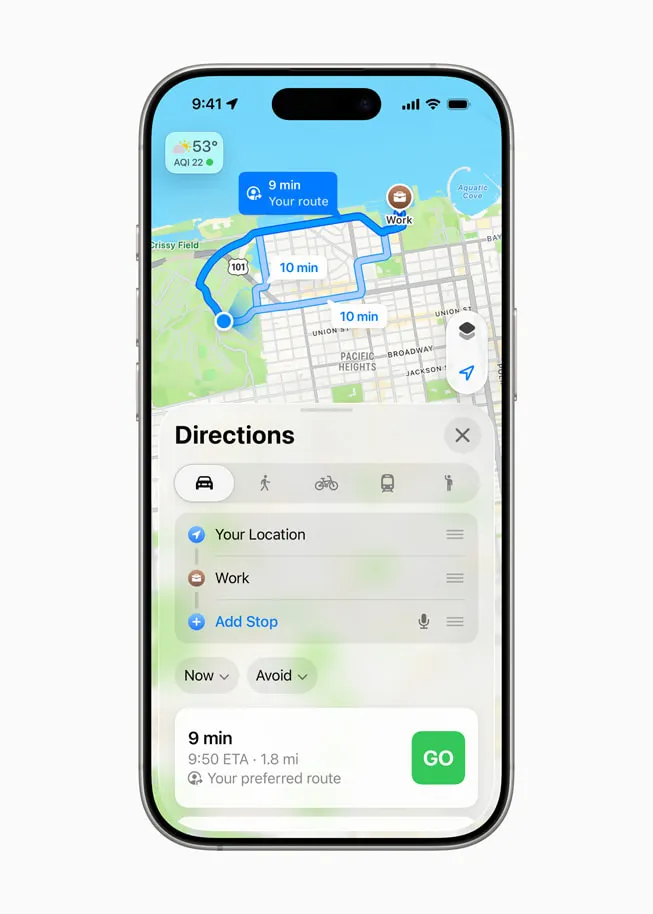 9:41
53°
AQI 22
9 min
Your route
Work
Aquatic
Cove
Crissy Field
101
10 min
BAY
10 min
UNION ST
UNION ST
PACIFIC
HEIGHTS
BROADWAY
JACKSON S
Directions
Your Location
Work
Add Stop
Now
Avoid
9 min
9:50 ETA · 1.8 mi
Your preferred route
GO